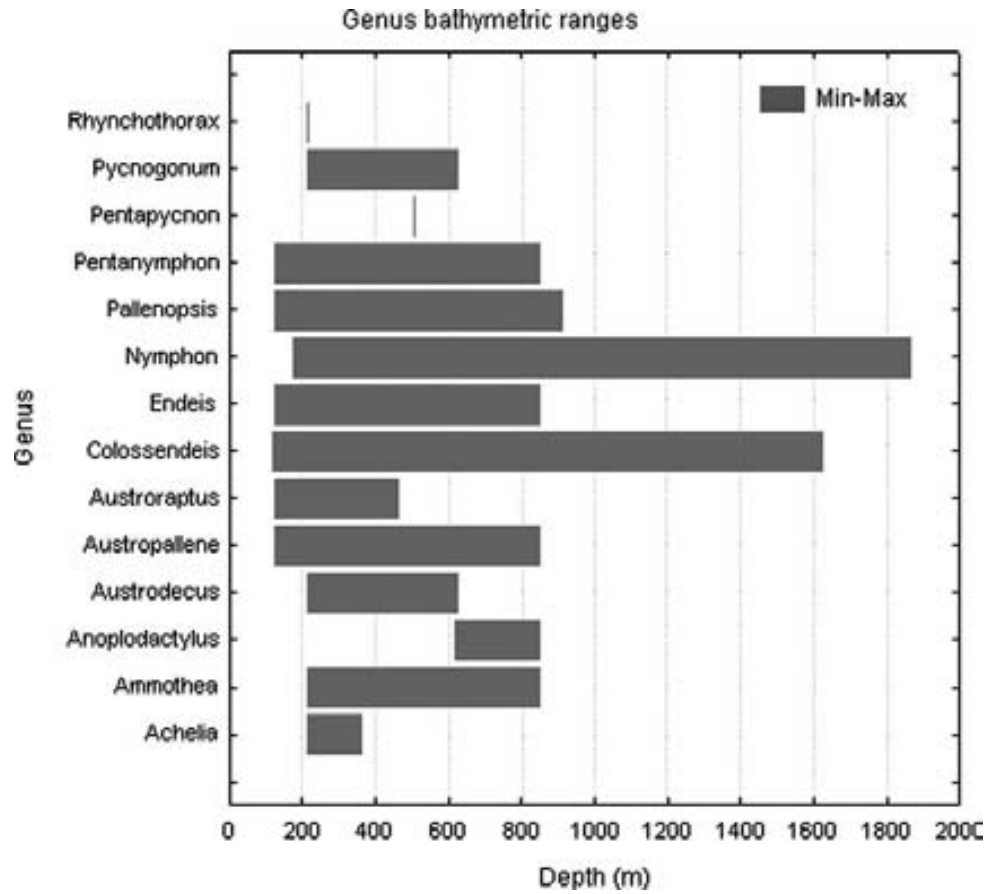 Genus bathymetric ranges
Min-Max
Rhynchothorax
Pycnogonum
Pentapycnon
Pentanymphon
Pallenopsis
Nymphon
Endeis
Colossendeis
Austroraptus
Austropallene
Austrodecus
Anoplodactylus
Ammothea
Achelia
Genus
0 200 400 600 800 1000 1200 1400 1600 1800 2000
Depth (m)